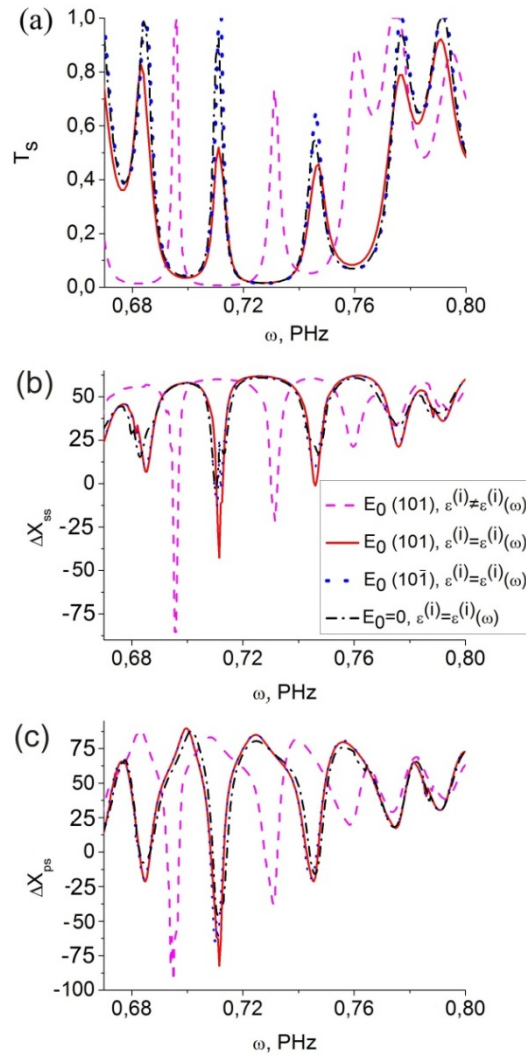 (a)
1,0
0,8
0,6
0,4
0,2
0,0
T_s
0,68 0,72 0,76 0,80
ω, PHz
(b)
50
25
0
-25
-50
-75
ΔX_ss
E₀ (101), ε⁽ⁱ⁾≠ε⁽ⁱ⁾(ω)
E₀ (101), ε⁽ⁱ⁾=ε⁽ⁱ⁾(ω)
E₀ (101̄), ε⁽ⁱ⁾=ε⁽ⁱ⁾(ω)
E₀=0, ε⁽ⁱ⁾=ε⁽ⁱ⁾(ω)
0,68 0,72 0,76 0,80
ω, PHz
(c)
75
50
25
0
-25
50
-75
-100
ΔX_ps
0,68 0,72 0,76 0,80
ω, PHz